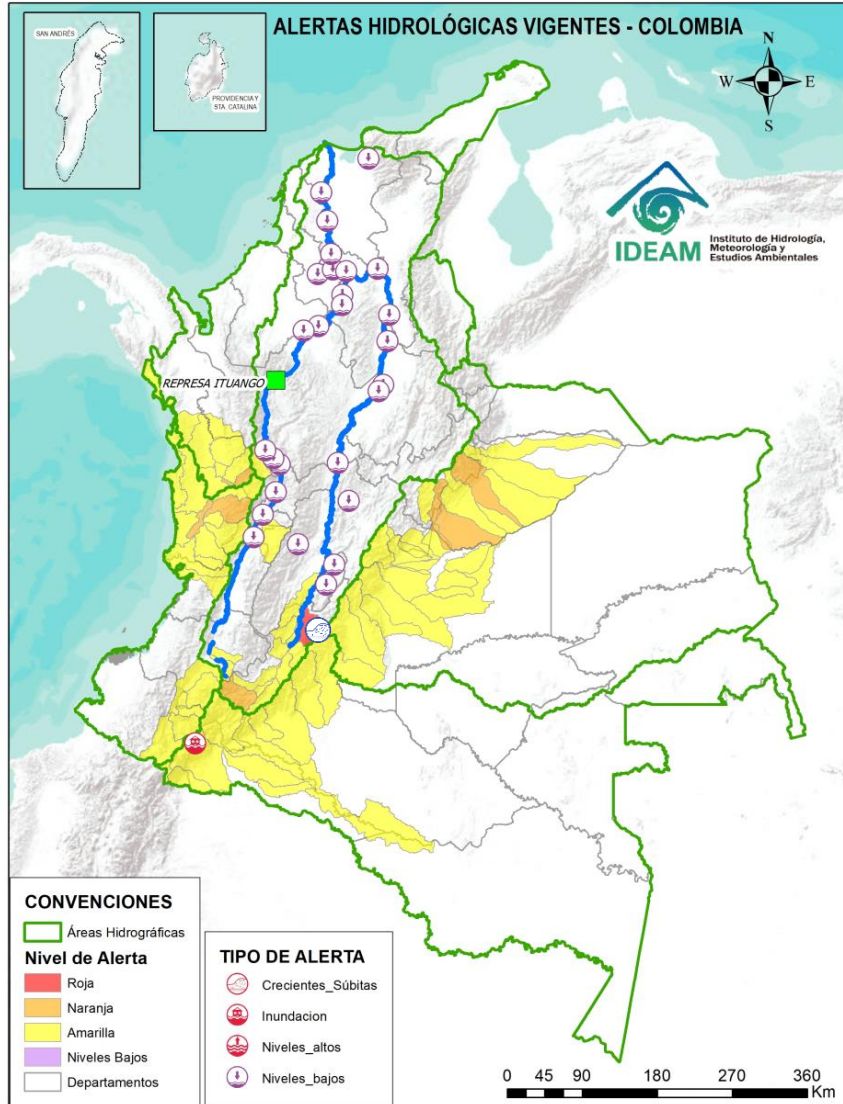 ALERTAS HIDROLÓGICAS VIGENTES - COLOMBIA
SAN ANDRÉS
PROVIDENCIA Y
STA. CATALINA
N
W
E
S
IDEAM
Instituto de Hidrología,
Meteorología y
Estudios Ambientales
REPRESA ITUANGO
CONVENCIONES
Áreas Hidrográficas
Nivel de Alerta
Roja
Naranja
Amarilla
Niveles Bajos
Departamentos
TIPO DE ALERTA
Crecientes_Súbitas
Inundacion
Niveles_altos
Niveles_bajos
0 45 90 180 270 360
Km